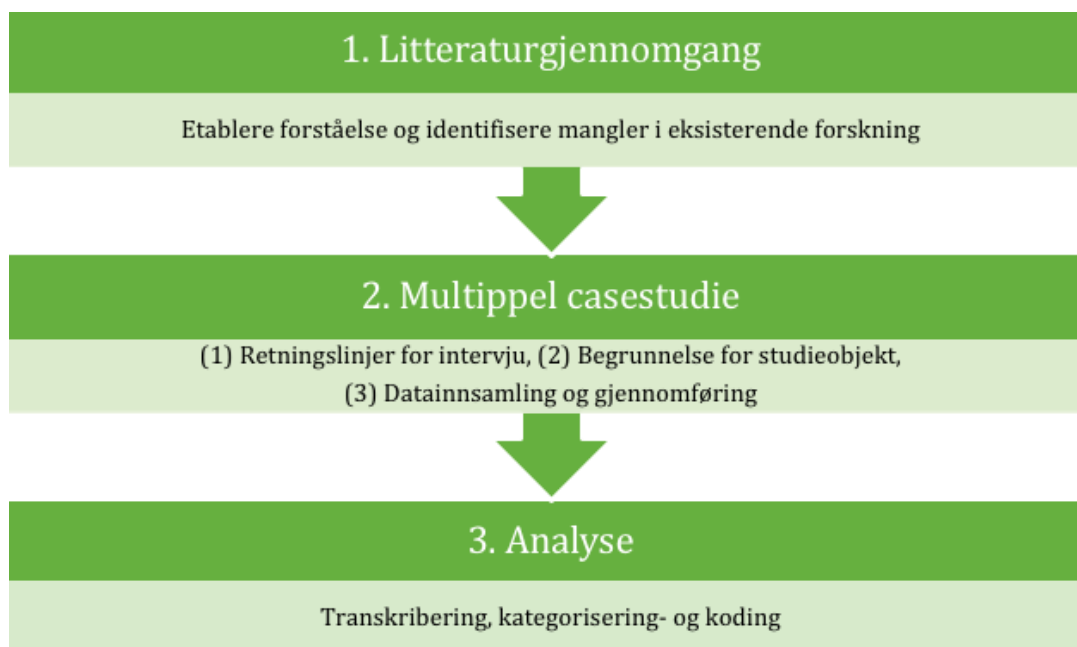 1. Litteraturgjennomgang
Etablere forståelse og identifisere mangler i eksisterende forskning
2. Multippel casestudie
(1) Retningslinjer for intervju, (2) Begrunnelse for studieobjekt,
(3) Datainnsamling og gjennomføring
3. Analyse
Transkribering, kategorisering- og koding